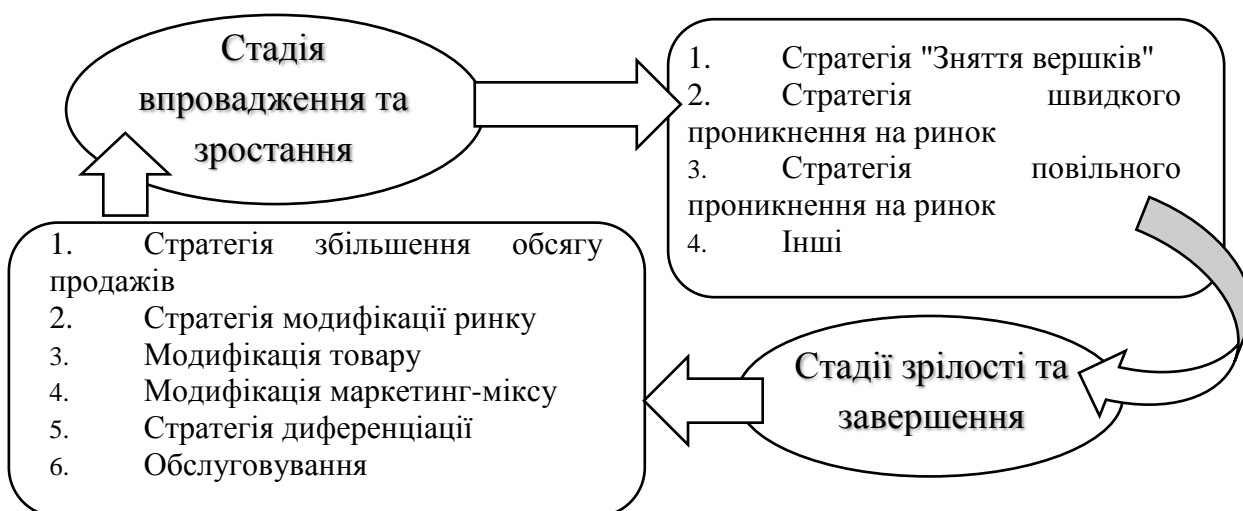 Стадія
впровадження та
зростання
1. Стратегія "Зняття вершків"
2. Стратегія швидкого
проникнення на ринок
3. Стратегія повільного
проникнення на ринок
4. Інші
1. Стратегія збільшення обсягу
продажів
2. Стратегія модифікації ринку
3. Модифікація товару
4. Модифікація маркетинг-міксу
5. Стратегія диференціації
6. Обслуговування
Стадії зрілості та
завершення